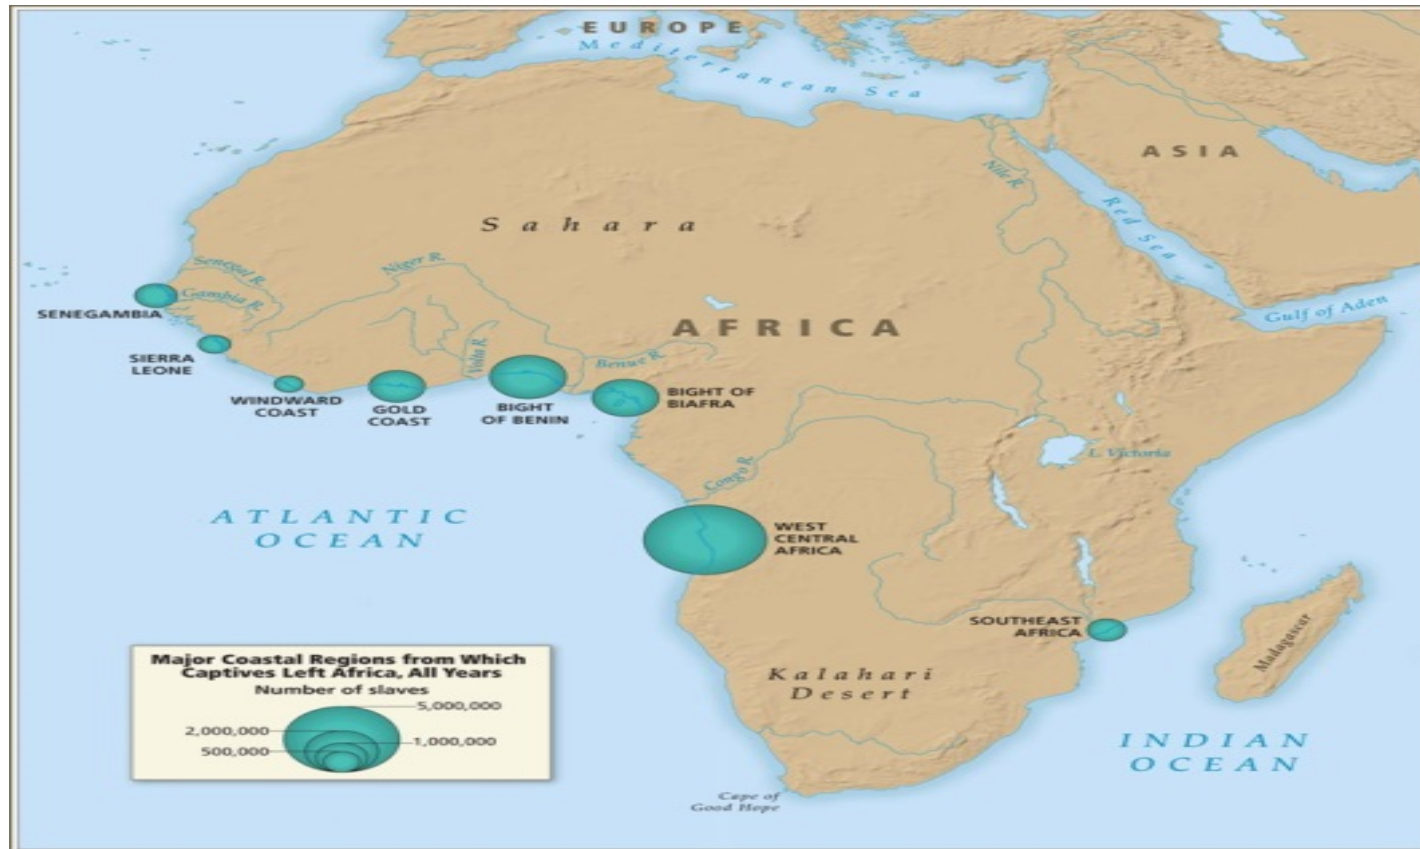 EUROPE
Mediterranean Sea
ASIA
Nile R.
Red Sea
Sahara
Senegal R.
Niger R.
Gambia R.
SENEGAMBIA
Gulf of Aden
AFRICA
SIERRA
LEONE
Volta R.
Benue R.
WINDWARD
COAST
GOLD
COAST
BIGHT
OF BENIN
BIGHT OF
BIAFRA
L. Victoria
Congo R.
ATLANTIC
OCEAN
WEST
CENTRAL
AFRICA
SOUTHEAST
AFRICA
Madagascar
Kalahari
Desert
INDIAN
OCEAN
Cape of
Good Hope
Major Coastal Regions from Which
Captives Left Africa, All Years
Number of slaves
5,000,000
2,000,000
1,000,000
500,000